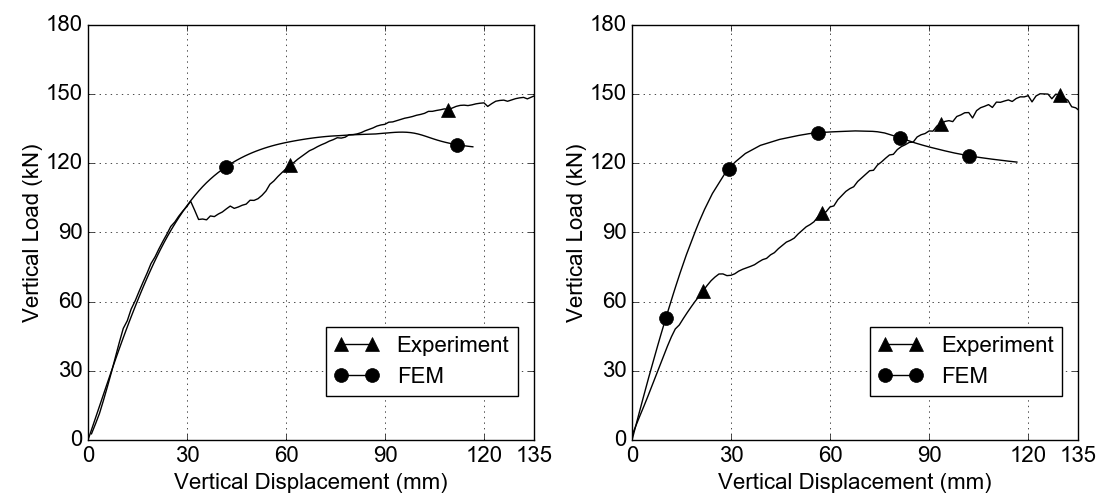 180
150
120
90
60
30
0
Vertical Load (kN)
Experiment
FEM
0 30 60 90 120 135
Vertical Displacement (mm)
180
150
120
90
60
30
0
Vertical Load (kN)
Experiment
FEM
0 30 60 90 120 135
Vertical Displacement (mm)